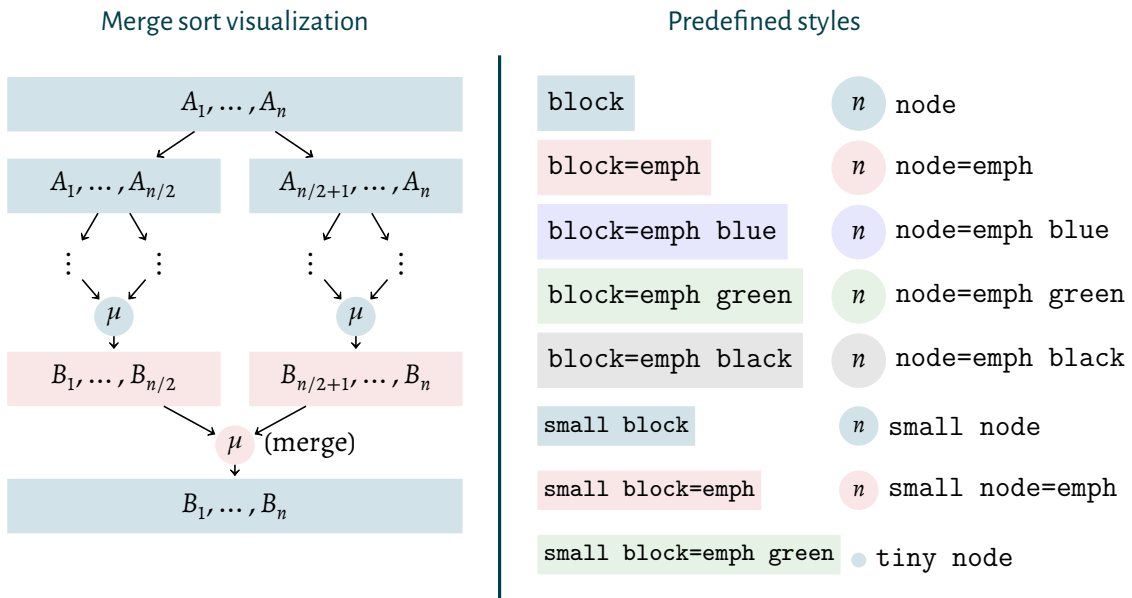 Merge sort visualization
A₁, … , Aₙ
A₁, … , Aₙ/₂ Aₙ/₂₊₁, … , Aₙ
⋮ ⋮ ⋮ ⋮
μ μ
B₁, … , Bₙ/₂ Bₙ/₂₊₁, … , Bₙ
μ (merge)
B₁, … , Bₙ
Predefined styles
block n node
block=emph n node=emph
block=emph blue n node=emph blue
block=emph green n node=emph green
block=emph black n node=emph black
small block n small node
small block=emph n small node=emph
small block=emph green tiny node